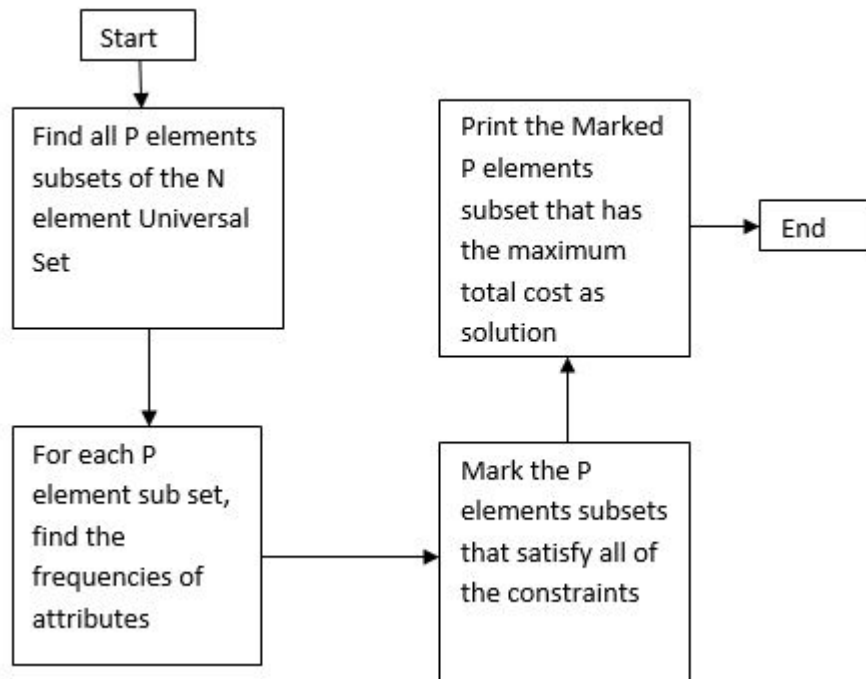 Start
Find all P elements
subsets of the N
element Universal
Set
For each P
element sub set,
find the
frequencies of
attributes
Mark the P
elements subsets
that satisfy all of
the constraints
Print the Marked
P elements
subset that has
the maximum
total cost as
solution
End